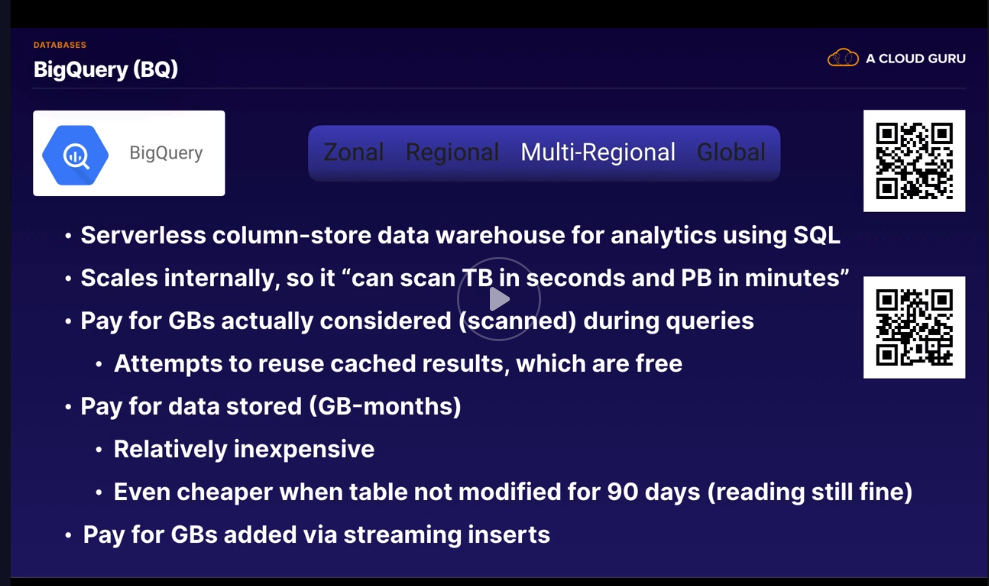 DATABASES
BigQuery (BQ)
A CLOUD GURU
BigQuery
Zonal Regional Multi-Regional Global
• Serverless column-store data warehouse for analytics using SQL
• Scales internally, so it “can scan TB in seconds and PB in minutes”
• Pay for GBs actually considered (scanned) during queries
• Attempts to reuse cached results, which are free
• Pay for data stored (GB-months)
• Relatively inexpensive
• Even cheaper when table not modified for 90 days (reading still fine)
• Pay for GBs added via streaming inserts